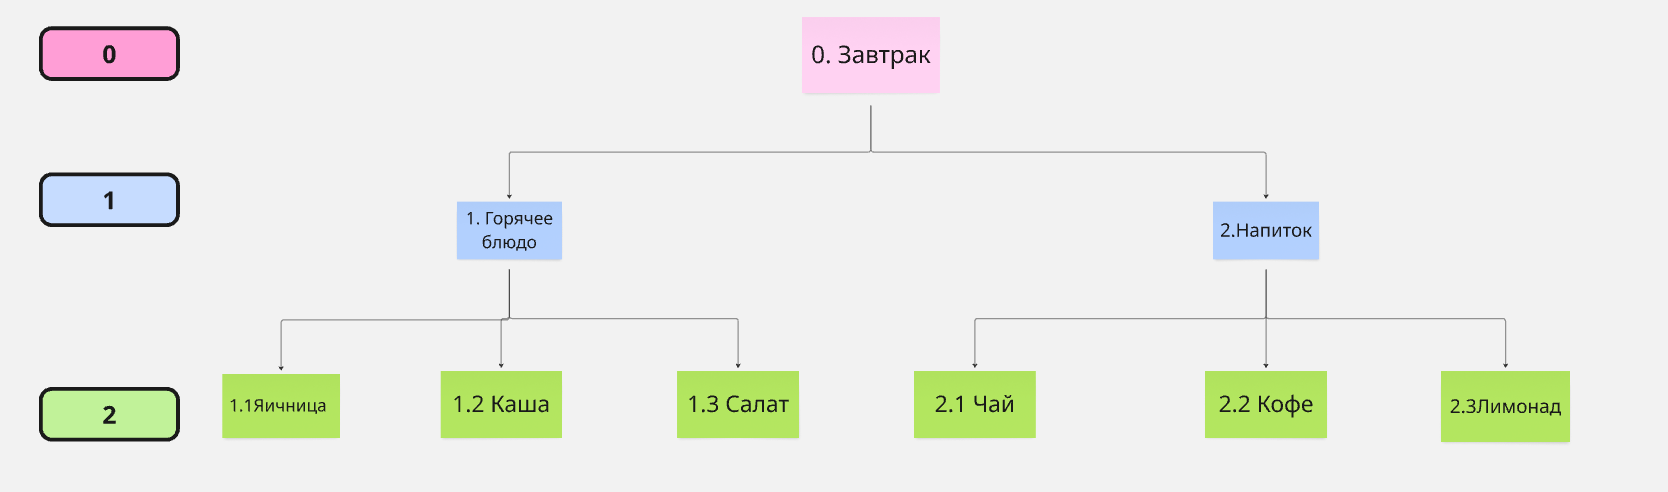 0
0. Завтрак
1
1. Горячее
блюдо
2.Напиток
2
1.1Яичница
1.2 Каша
1.3 Салат
2.1 Чай
2.2 Кофе
2.3Лимонад